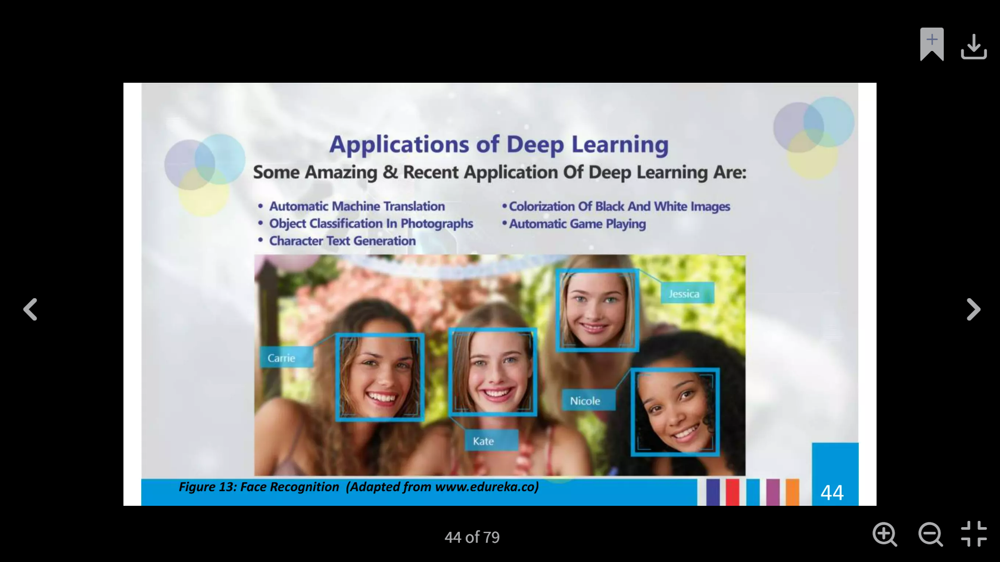 Applications of Deep Learning
Some Amazing & Recent Application Of Deep Learning Are:
• Automatic Machine Translation
• Object Classification In Photographs
• Character Text Generation
• Colorization Of Black And White Images
• Automatic Game Playing
Jessica
Carrie
Nicole
Kate
Figure 13: Face Recognition (Adapted from www.edureka.co)
44
44 of 79